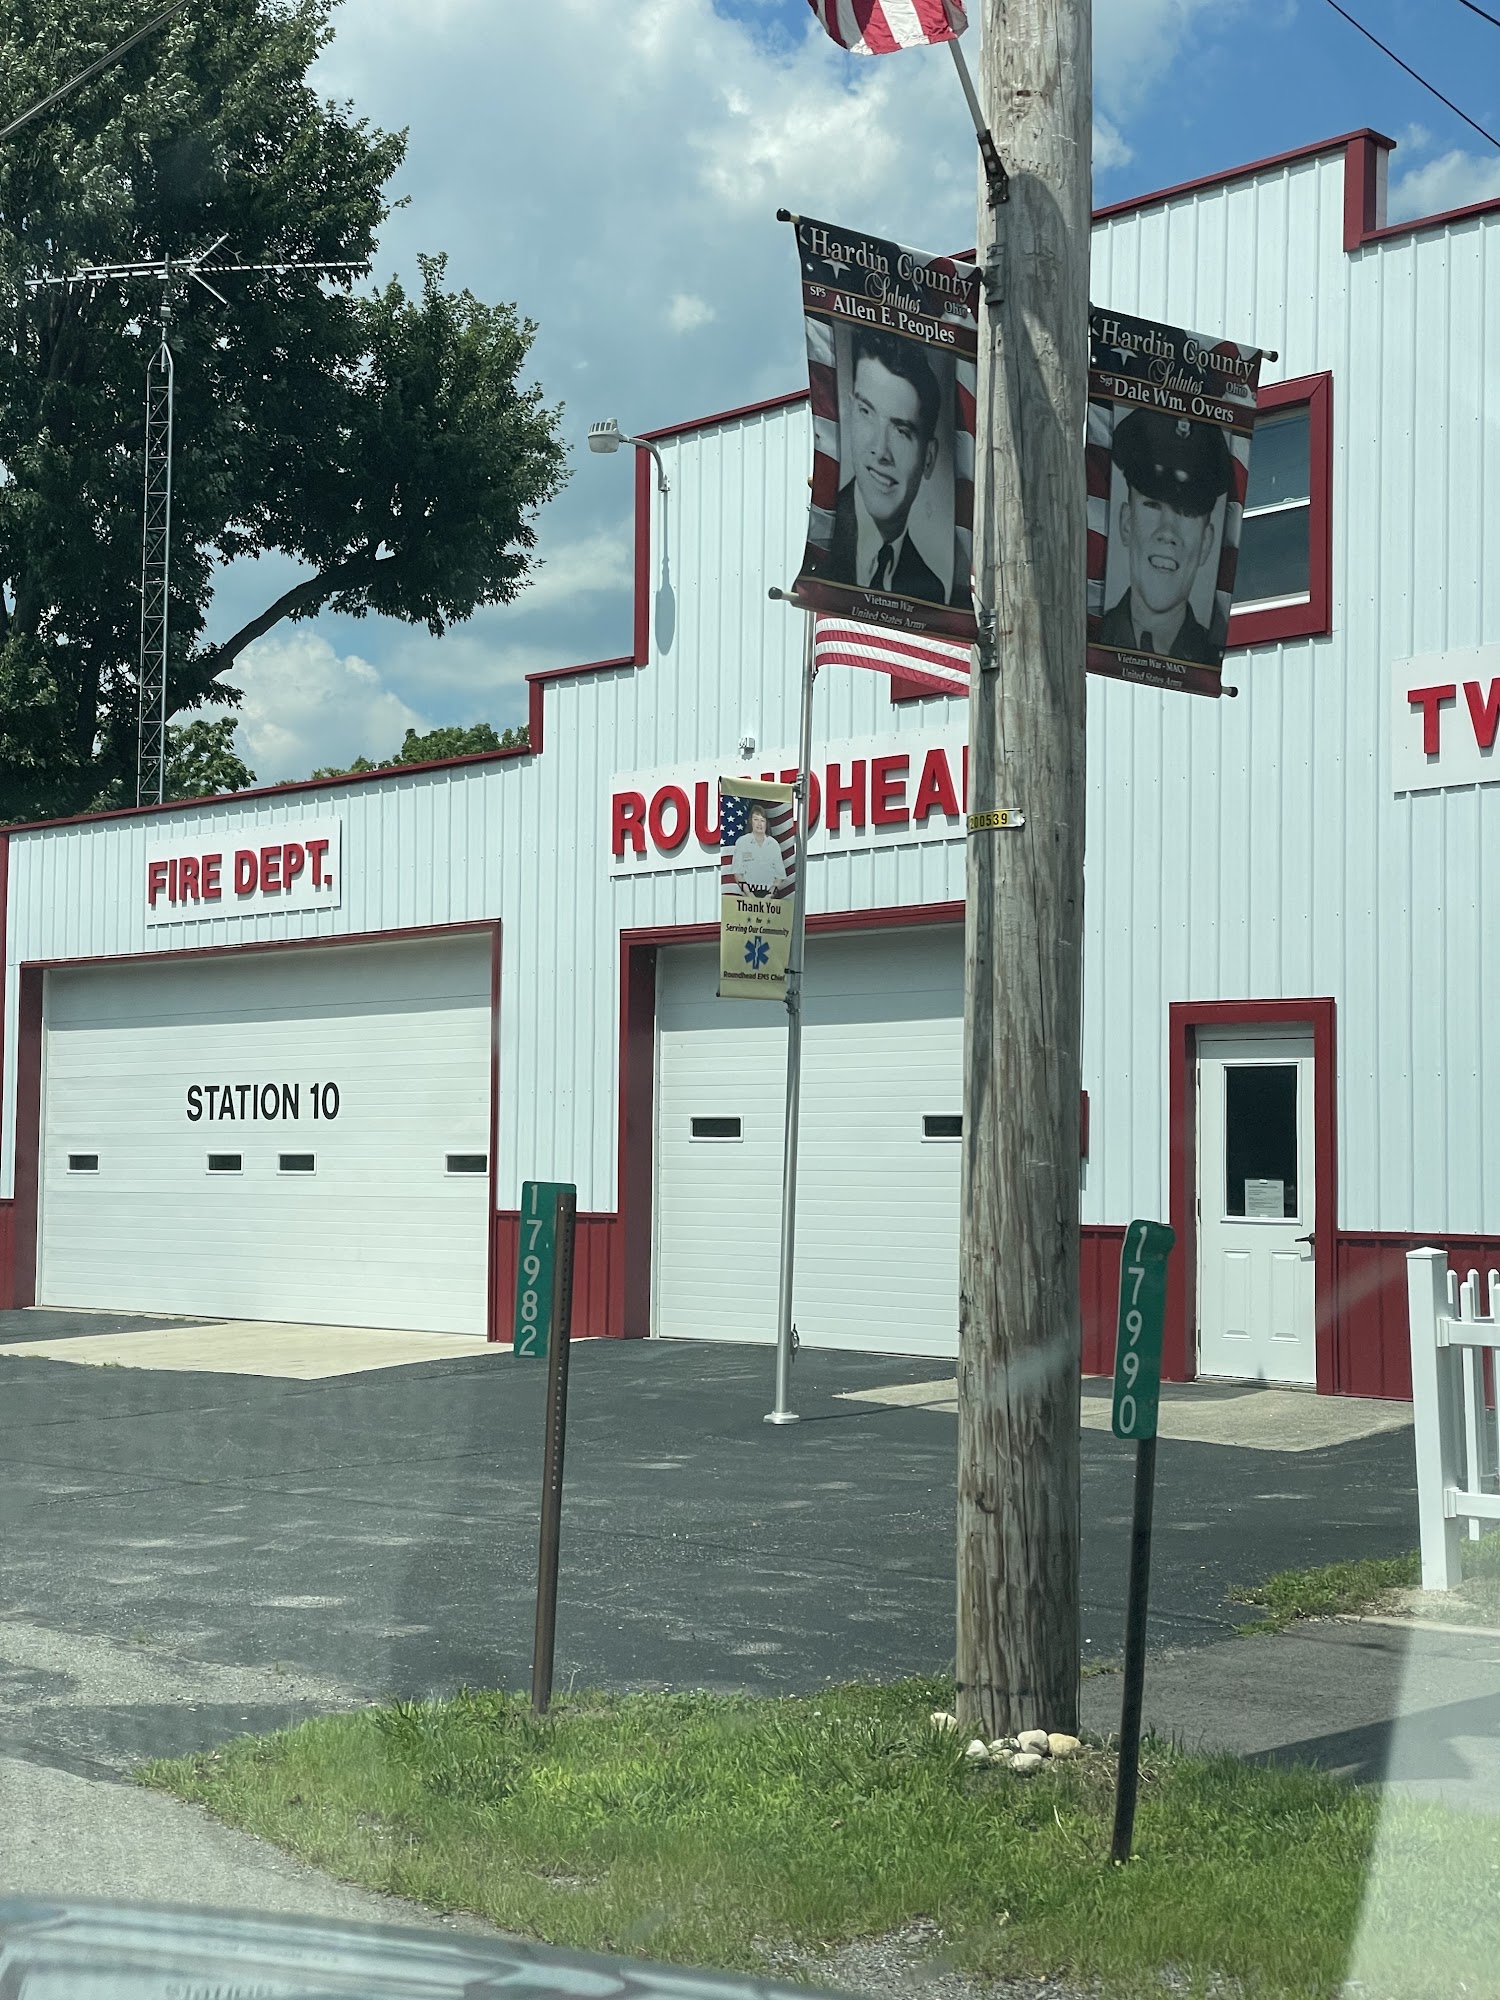 Hardin County
Salutes
Ohio
SP5
Allen E. Peoples
Vietnam War
United States Army
Hardin County
Salutes
Ohio
Sgt
Dale Wm. Overs
Vietnam War - MACV
United States Army
FIRE DEPT.
ROUNDHEA
TW
200539
TWILA
Thank You
for
Serving Our Community
Roundhead EMS Chief
STATION 10
17982
17990